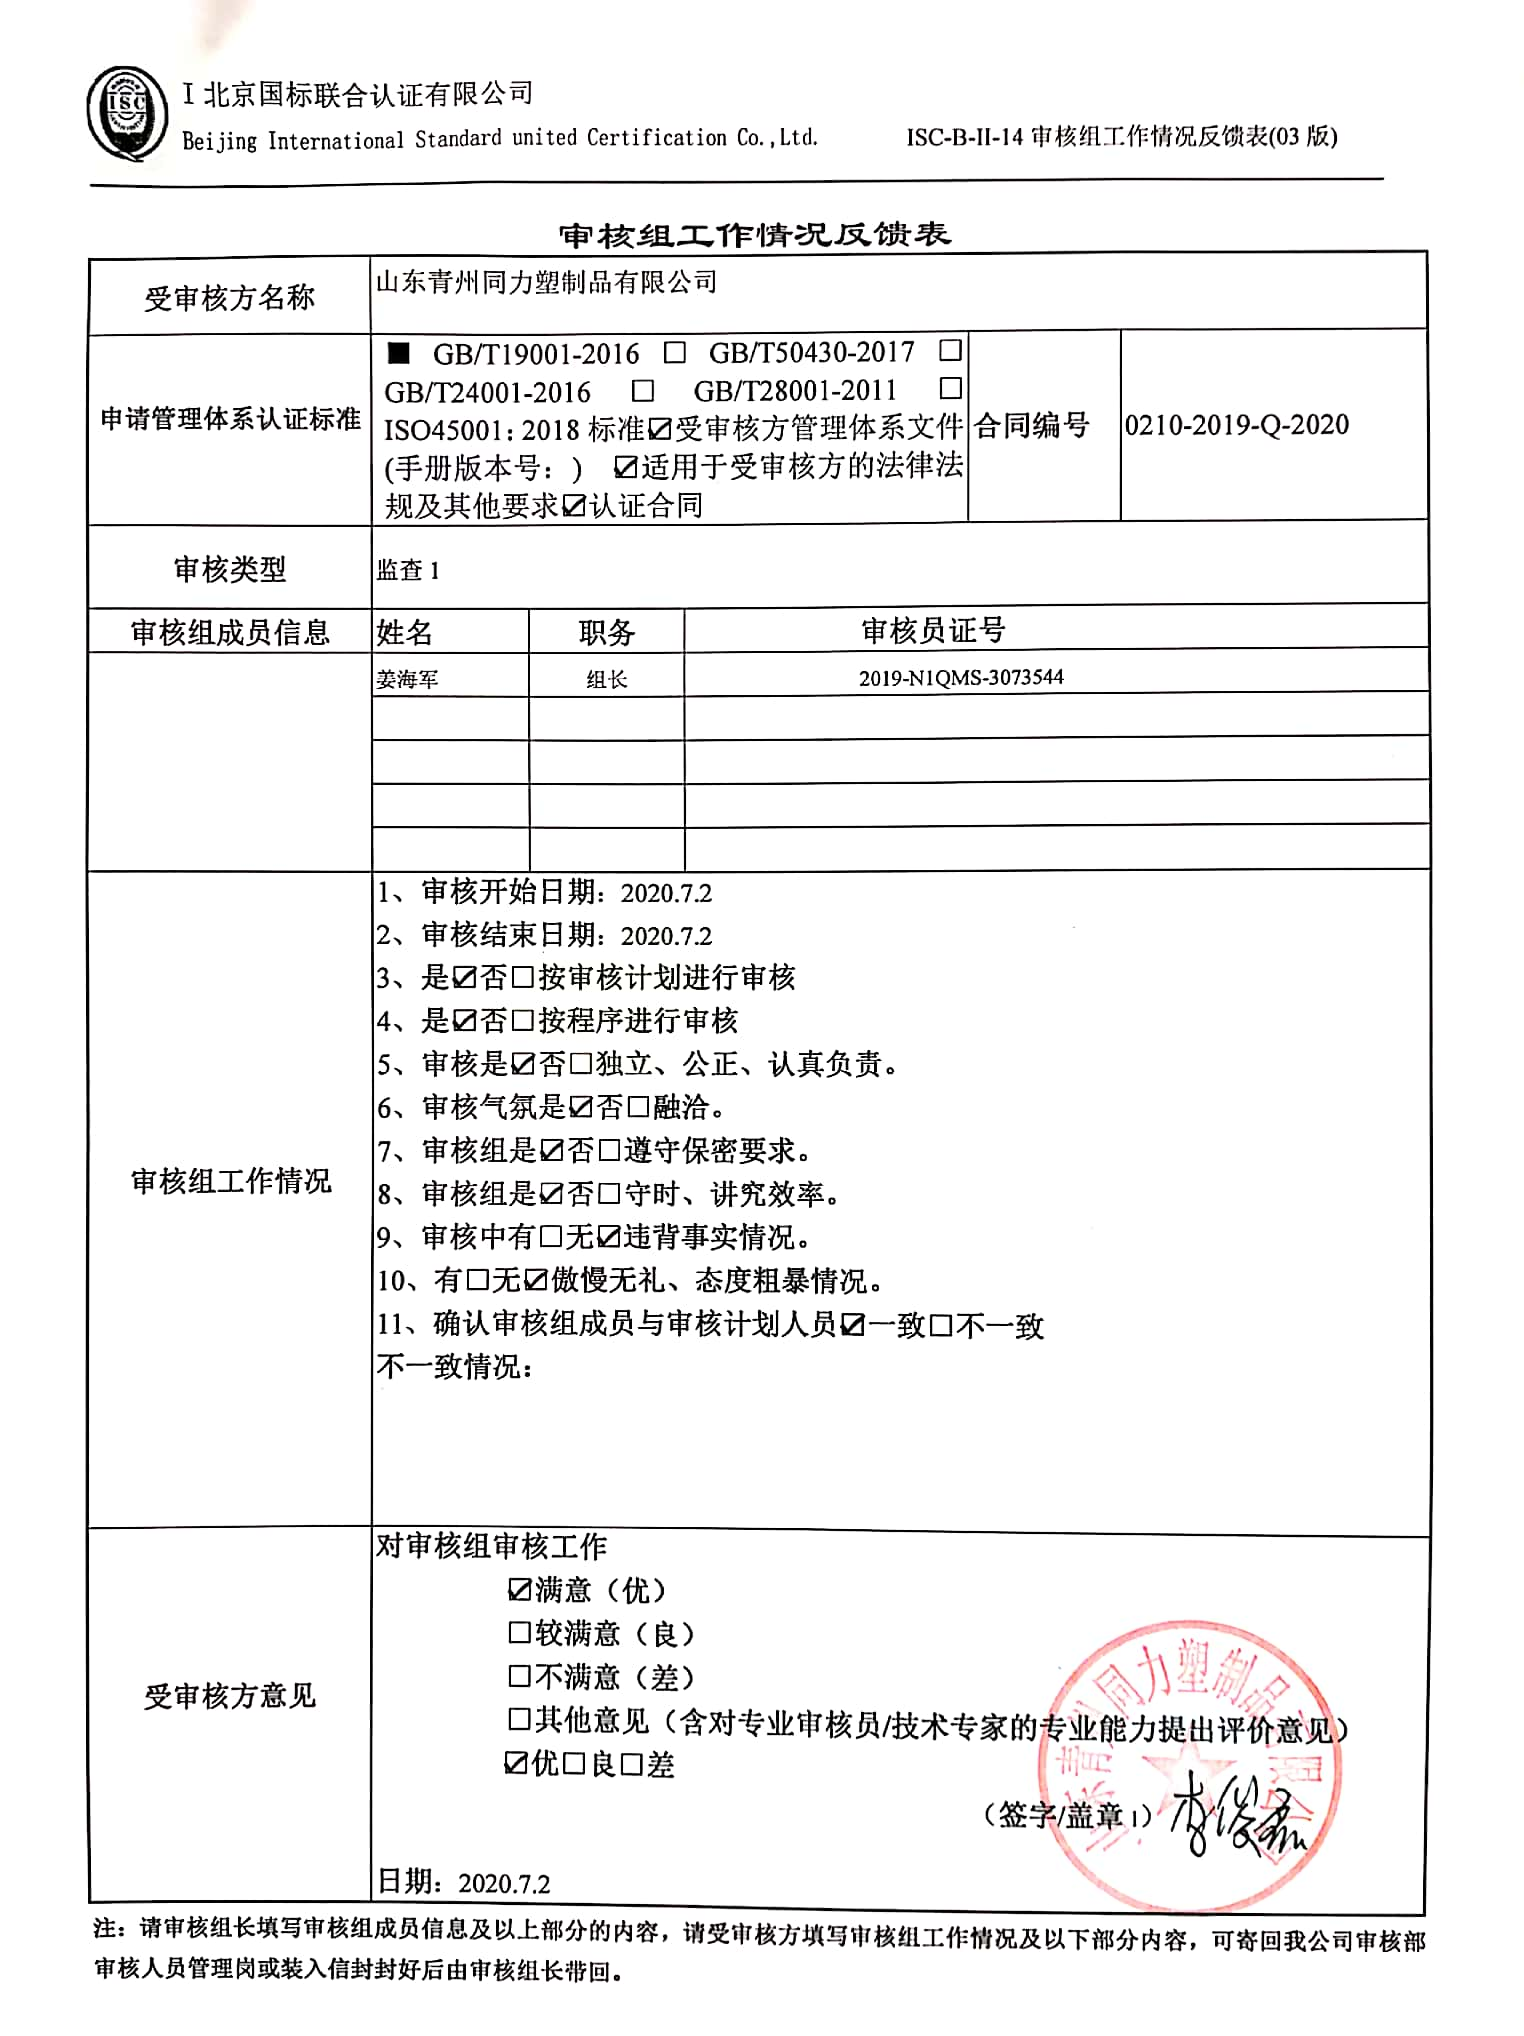 ISC
I 北京国标联合认证有限公司
Beijing International Standard united Certification Co.,Ltd.
ISC-B-II-14 审核组工作情况反馈表(03 版)
审核组工作情况反馈表
受审核方名称
山东青州同力塑制品有限公司
申请管理体系认证标准
■ GB/T19001-2016 □ GB/T50430-2017 □
GB/T24001-2016 □ GB/T28001-2011 □
ISO45001: 2018 标准☑受审核方管理体系文件
(手册版本号: ) ☑适用于受审核方的法律法
规及其他要求☑认证合同
合同编号
0210-2019-Q-2020
审核类型
监查 1
审核组成员信息
姓名 职务 审核员证号
姜海军 组长 2019-N1QMS-3073544
审核组工作情况
1、审核开始日期: 2020.7.2
2、审核结束日期: 2020.7.2
3、是☑否□按审核计划进行审核
4、是☑否□按程序进行审核
5、审核是☑否□独立、公正、认真负责。
6、审核气氛是☑否□融洽。
7、审核组是☑否□遵守保密要求。
8、审核组是☑否□守时、讲究效率。
9、审核中有□无☑违背事实情况。
10、有□无☑傲慢无礼、态度粗暴情况。
11、确认审核组成员与审核计划人员☑一致□不一致
不一致情况:
受审核方意见
对审核组审核工作
☑满意（优）
□较满意（良）
□不满意（差）
□其他意见（含对专业审核员/技术专家的专业能力提出评价意见）
☑优□良□差
（签字/盖章）
日期: 2020.7.2
注: 请审核组长填写审核组成员信息及以上部分的内容，请受审核方填写审核组工作情况及以下部分内容，可寄回我公司审核部
审核人员管理岗或装入信封封好后由审核组长带回。